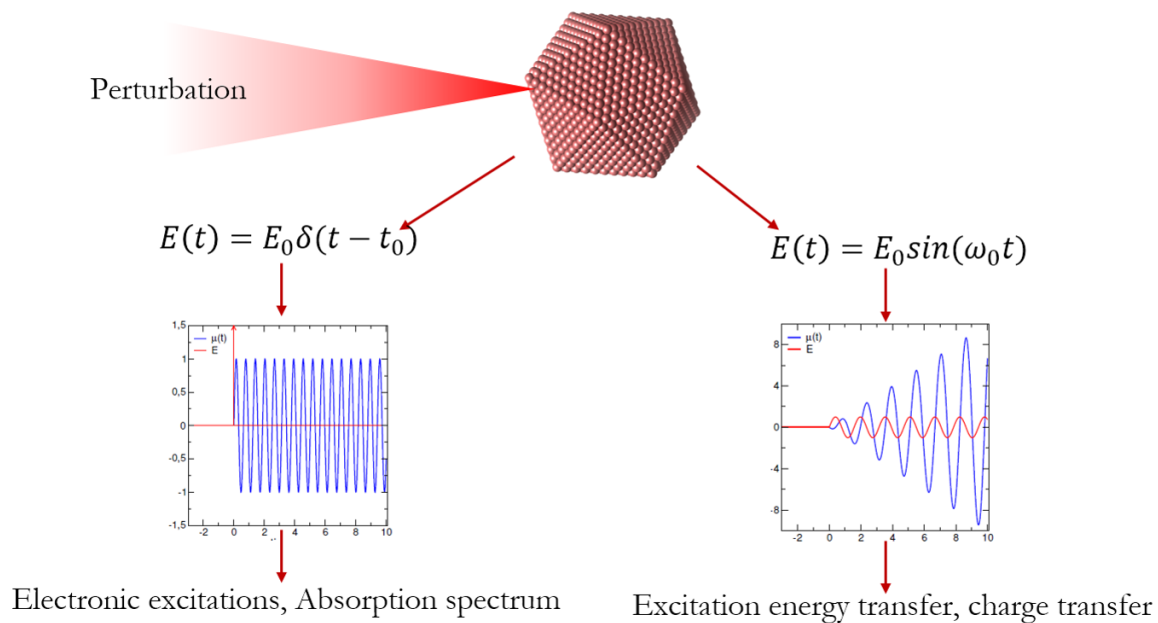 Perturbation
E(t) = E₀δ(t − t₀)
E(t) = E₀sin(ω₀t)
1,5
1
0,5
0
-0,5
-1
-1,5
μ(t)
E
-2 0 2 4 6 8 10
8
4
0
-4
-8
μ(t)
E
-2 0 2 4 6 8 10
Electronic excitations, Absorption spectrum
Excitation energy transfer, charge transfer